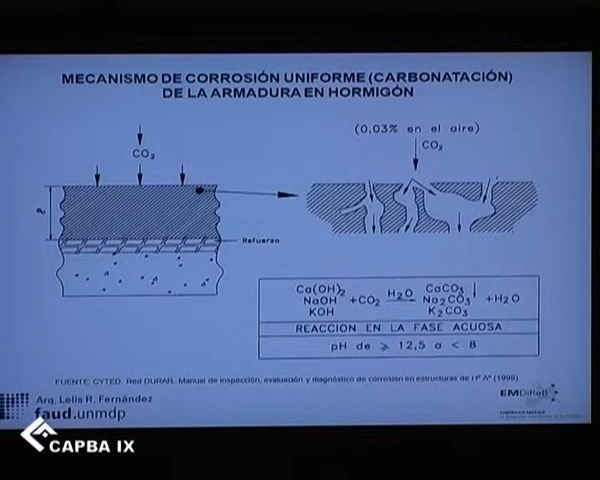 MECANISMO DE CORROSIÓN UNIFORME (CARBONATACIÓN)
DE LA ARMADURA EN HORMIGÓN
CO₂
(0,03% en el aire)
CO₂
Refuerzo
Ca(OH)₂
NaOH
KOH
+CO₂
H₂O
CaCO₃
Na₂CO₃
K₂CO₃
+H₂O
REACCION EN LA FASE ACUOSA
pH de ⩾ 12,5 a < 8
FUENTE: CYTED. Red DURAR. Manual de inspección, evaluación y diagnóstico de corrosión en estructuras de Hº Aº (1998)
Arq. Lelis R. Fernández
faud.unmdp
EMDiReB
CAPBA IX